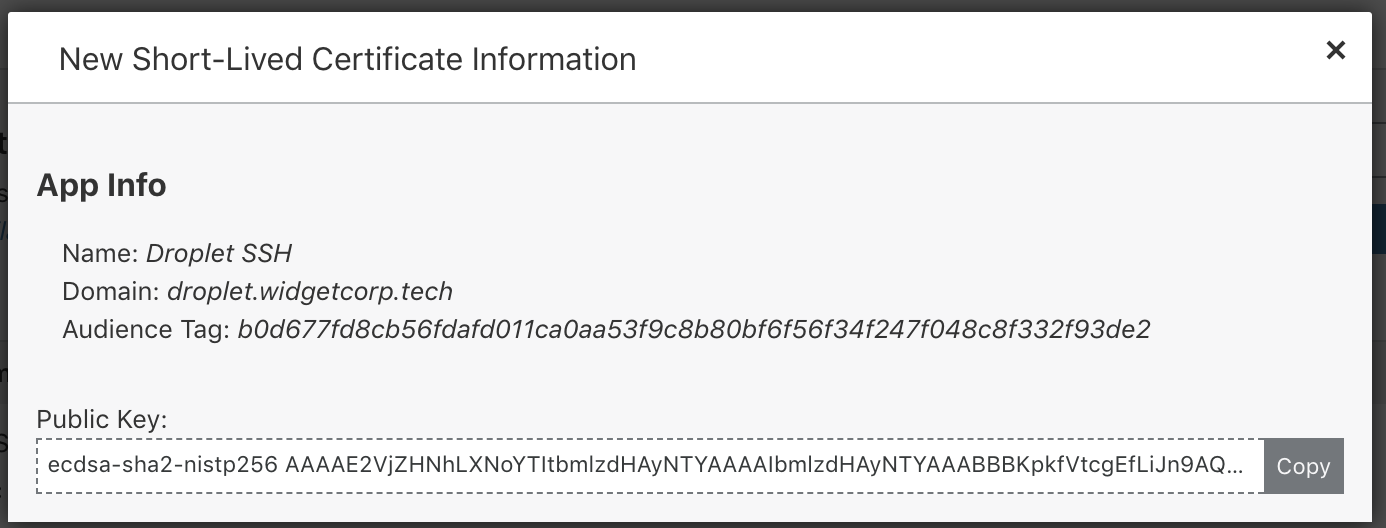 New Short-Lived Certificate Information
×
App Info
Name: Droplet SSH
Domain: droplet.widgetcorp.tech
Audience Tag: b0d677fd8cb56fdafd011ca0aa53f9c8b80bf6f56f34f247f048c8f332f93de2
Public Key:
ecdsa-sha2-nistp256 AAAAE2VjZHNhLXNoYTItbmlzdHAyNTYAAAAIbmlzdHAyNTYAAABBBKpkfVtcgEfLiJn9AQ...
Copy